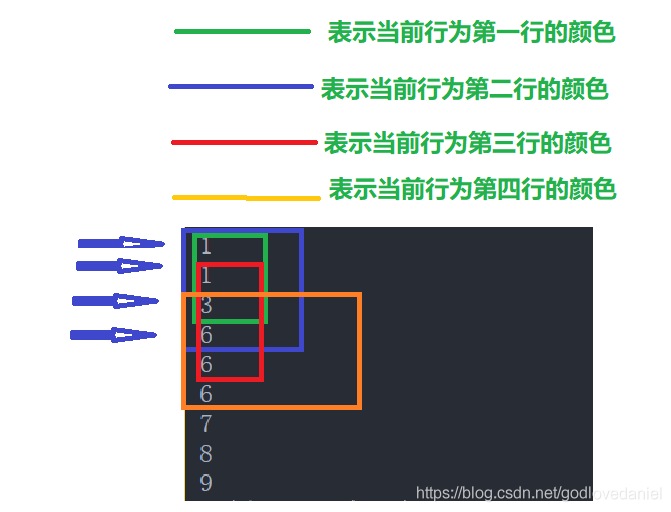 表示当前行为第一行的颜色
表示当前行为第二行的颜色
表示当前行为第三行的颜色
表示当前行为第四行的颜色
1
1
3
6
6
6
7
8
9
https://blog.csdn.net/godlovedaniel